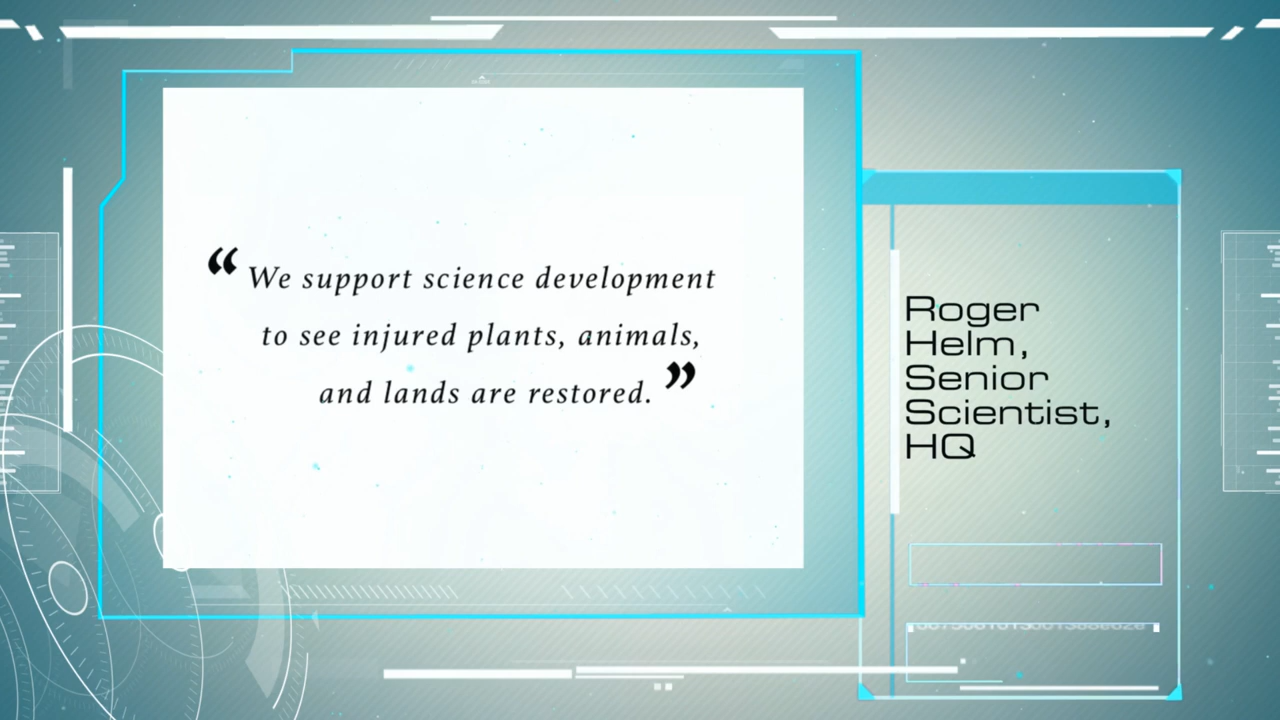 “We support science development
to see injured plants, animals,
and lands are restored.”
Roger
Helm,
Senior
Scientist,
HQ